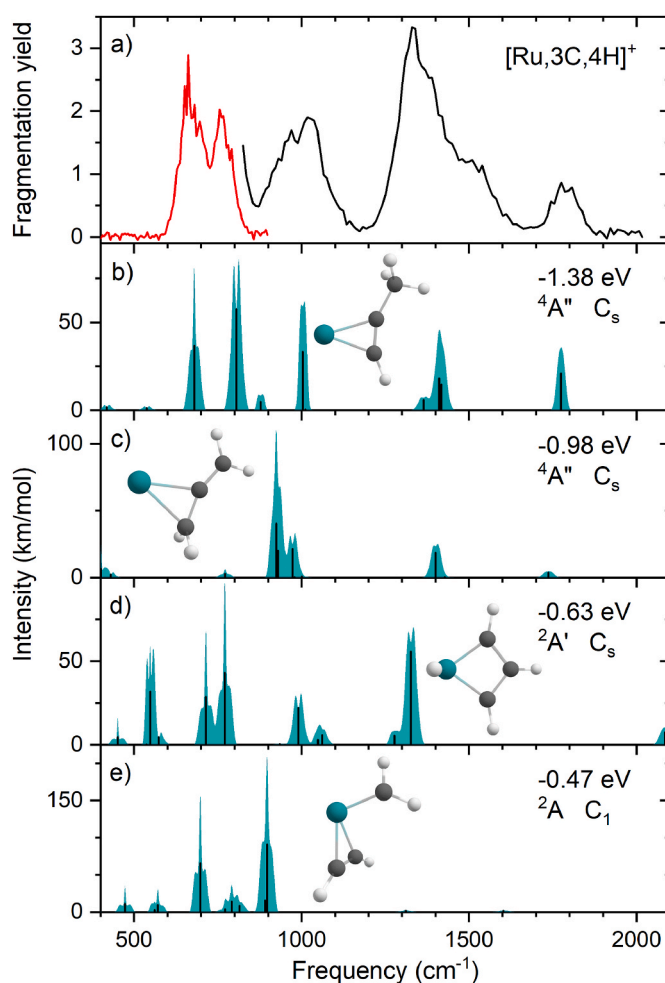 Fragmentation yield
3
2
1
0
a)
[Ru,3C,4H]⁺
Intensity (km/mol)
50
0
b)
-1.38 eV
⁴A" Cₛ
100
0
c)
-0.98 eV
⁴A" Cₛ
50
0
d)
-0.63 eV
²A' Cₛ
150
0
e)
-0.47 eV
²A C₁
500 1000 1500 2000
Frequency (cm⁻¹)